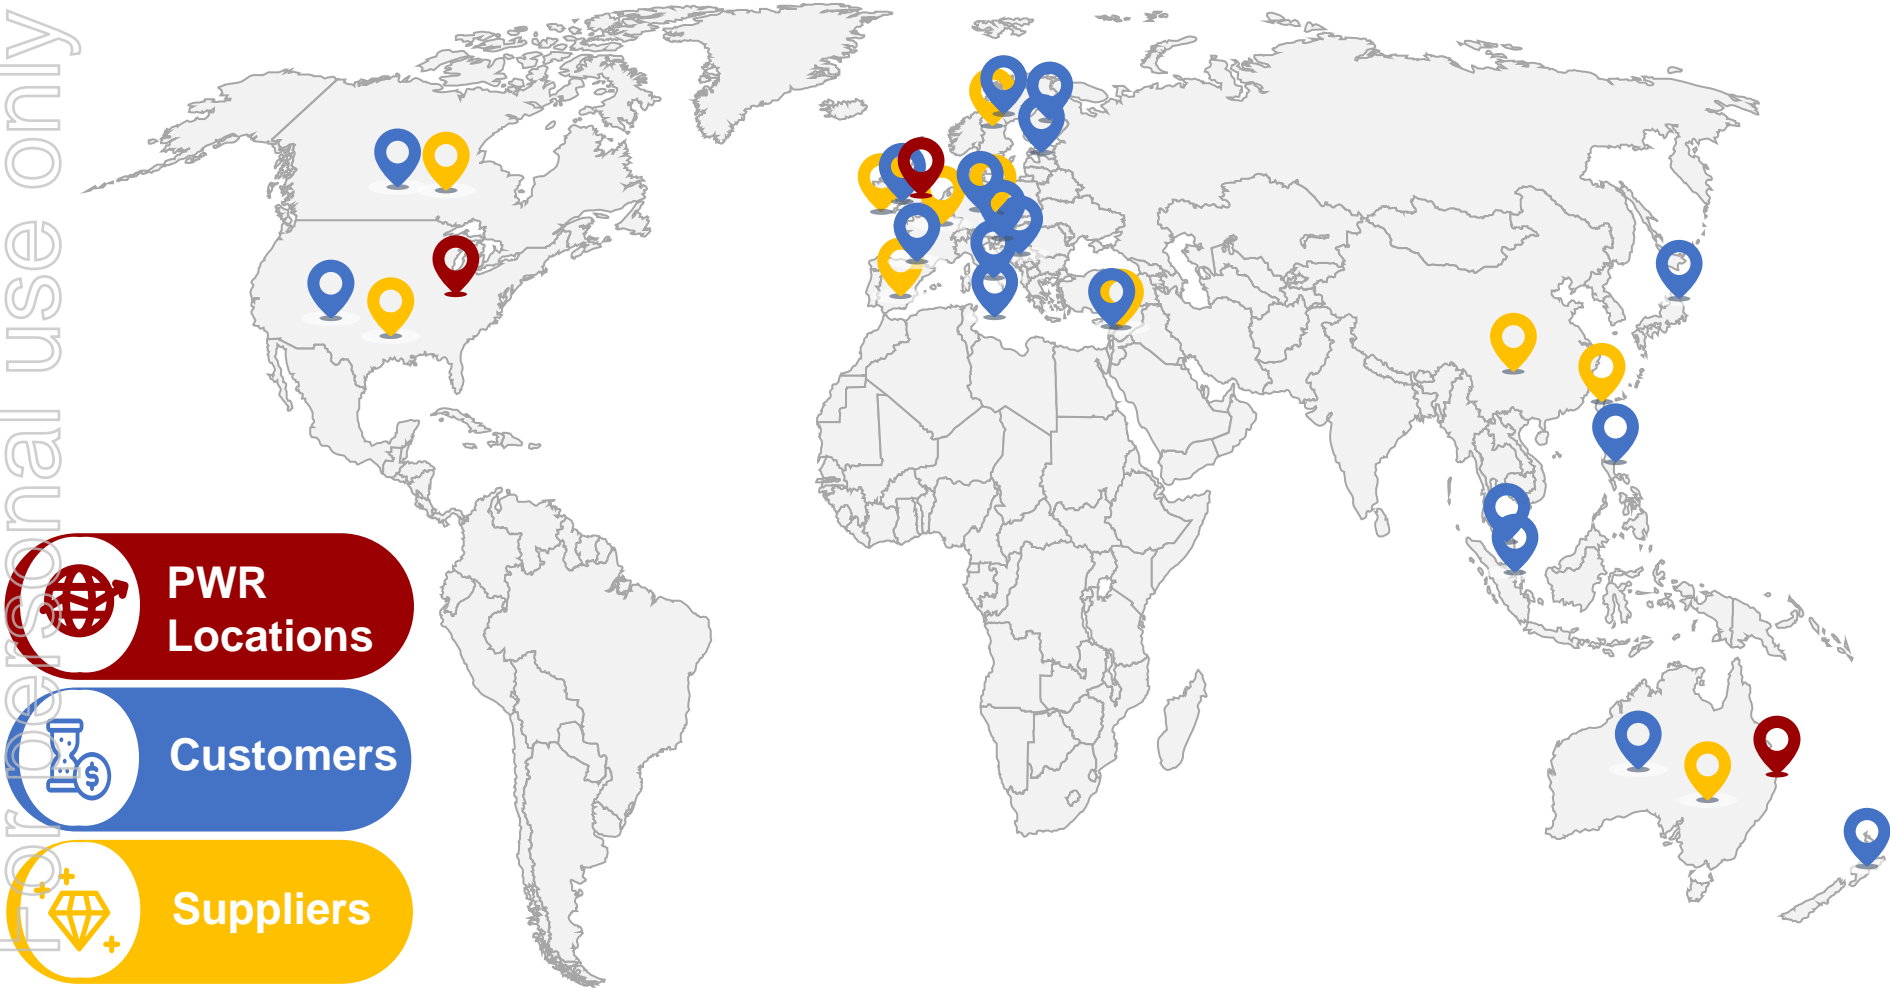 For personal use only
PWR
Locations
Customers
$
Suppliers